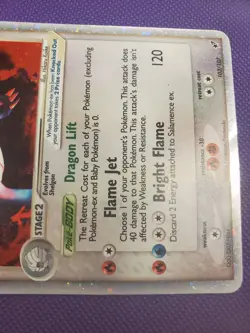 STAGE2
Evolves from
Shelgon
When Pokémon-ex has been Knocked Out,
your opponent takes 2 Prize cards.
Poké-BODY Dragon Lift
The Retreat Cost for each of your Pokémon (excluding
Pokémon-ex and Baby Pokémon) is 0.
Flame Jet
Choose 1 of your opponent's Pokémon. This attack does
40 damage to that Pokémon. This attack's damage isn't
affected by Weakness or Resistance.
Bright Flame 120
Discard 2 Energy attached to Salamence ex.
weakness
resistance -30
retreat cost